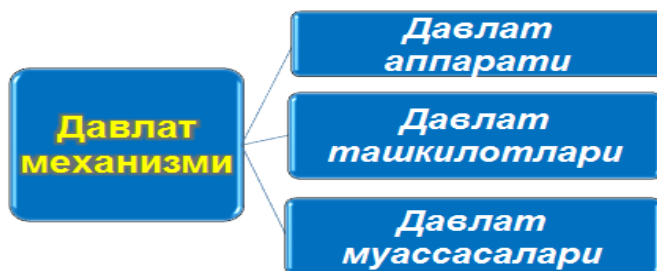 Давлат
механизми
Давлат
аппарати
Давлат
ташкилотлари
Давлат
муассасалари